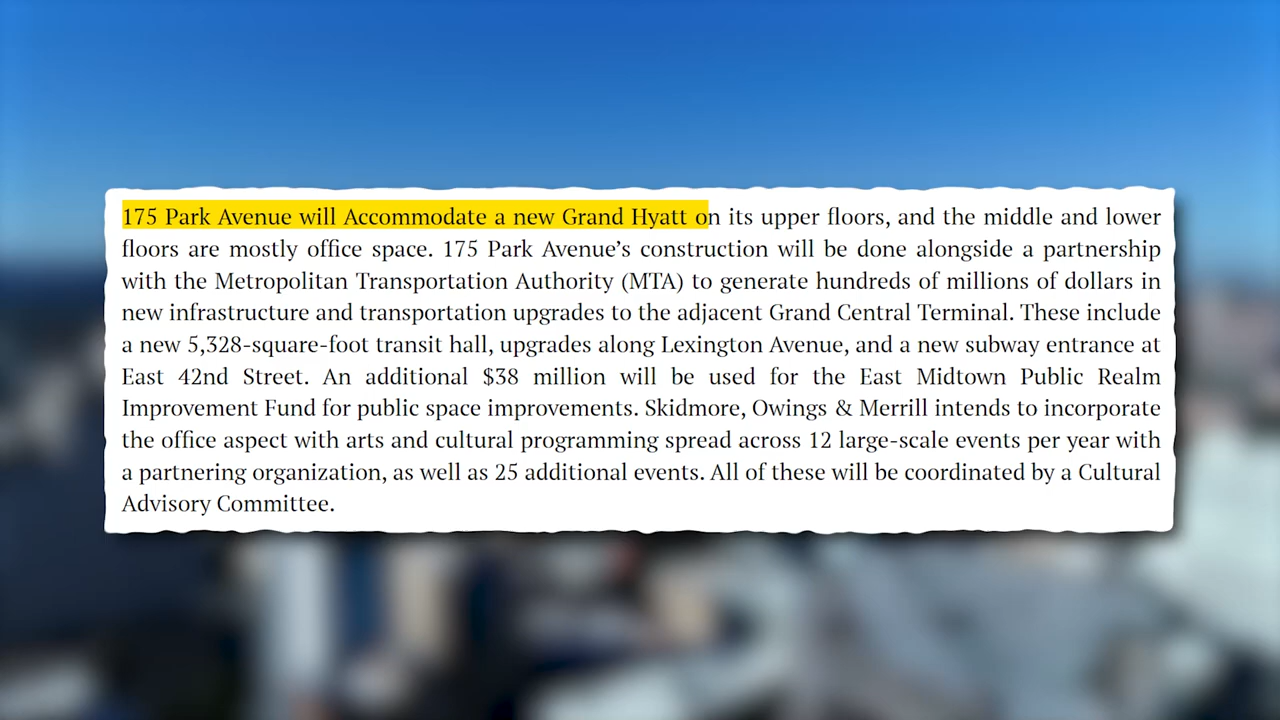 175 Park Avenue will Accommodate a new Grand Hyatt on its upper floors, and the middle and lower
floors are mostly office space. 175 Park Avenue’s construction will be done alongside a partnership
with the Metropolitan Transportation Authority (MTA) to generate hundreds of millions of dollars in
new infrastructure and transportation upgrades to the adjacent Grand Central Terminal. These include
a new 5,328-square-foot transit hall, upgrades along Lexington Avenue, and a new subway entrance at
East 42nd Street. An additional $38 million will be used for the East Midtown Public Realm
Improvement Fund for public space improvements. Skidmore, Owings & Merrill intends to incorporate
the office aspect with arts and cultural programming spread across 12 large-scale events per year with
a partnering organization, as well as 25 additional events. All of these will be coordinated by a Cultural
Advisory Committee.